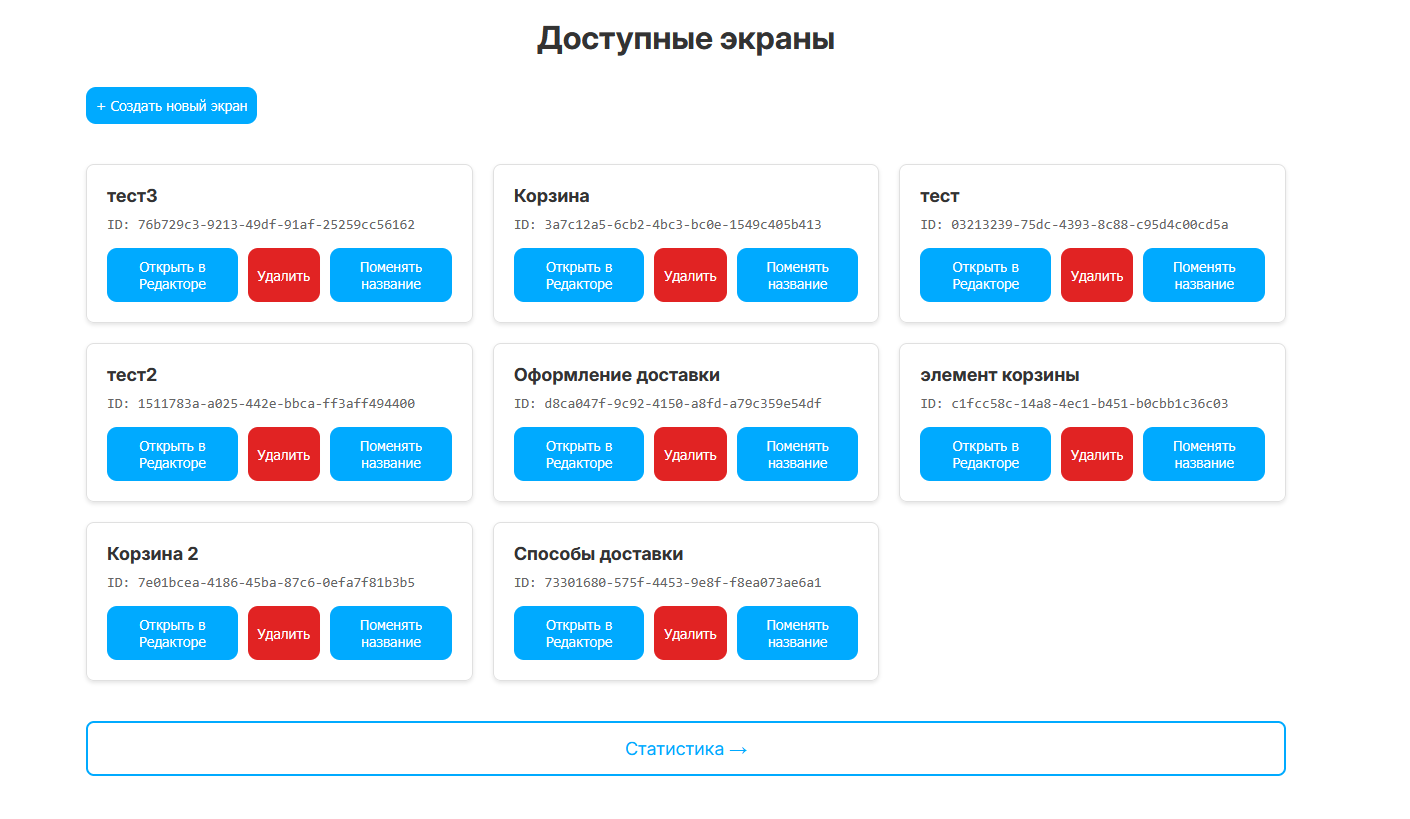 Доступные экраны
+ Создать новый экран
тест3
ID: 76b729c3-9213-49df-91af-25259cc56162
Открыть в
Редакторе
Удалить
Поменять
название
Корзина
ID: 3a7c12a5-6cb2-4bc3-bc0e-1549c405b413
Открыть в
Редакторе
Удалить
Поменять
название
тест
ID: 03213239-75dc-4393-8c88-c95d4c00cd5a
Открыть в
Редакторе
Удалить
Поменять
название
тест2
ID: 1511783a-a025-442e-bbca-ff3aff494400
Открыть в
Редакторе
Удалить
Поменять
название
Оформление доставки
ID: d8ca047f-9c92-4150-a8fd-a79c359e54df
Открыть в
Редакторе
Удалить
Поменять
название
элемент корзины
ID: c1fcc58c-14a8-4ec1-b451-b0cbb1c36c03
Открыть в
Редакторе
Удалить
Поменять
название
Корзина 2
ID: 7e01bcea-4186-45ba-87c6-0efa7f81b3b5
Открыть в
Редакторе
Удалить
Поменять
название
Способы доставки
ID: 73301680-575f-4453-9e8f-f8ea073ae6a1
Открыть в
Редакторе
Удалить
Поменять
название
Статистика →